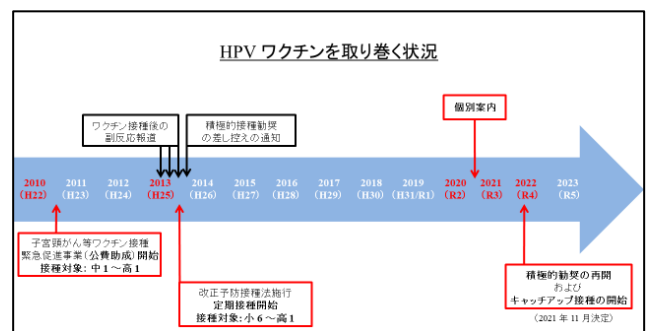 HPV ワクチンを取り巻く状況
個別案内
ワクチン接種後の
副反応報道
積極的接種勧奨
の差し控えの通知
2010
(H22)
2011
(H23)
2012
(H24)
2013
(H25)
2014
(H26)
2015
(H27)
2016
(H28)
2017
(H29)
2018
(H30)
2019
(H31/R1)
2020
(R2)
2021
(R3)
2022
(R4)
2023
(R5)
子宮頸がん等ワクチン接種
緊急促進事業(公費助成)開始
接種対象: 中1~高1
改正予防接種法施行
定期接種開始
接種対象: 小6~高1
積極的勧奨の再開
および
キャッチアップ接種の開始
(2021 年 11 月決定)